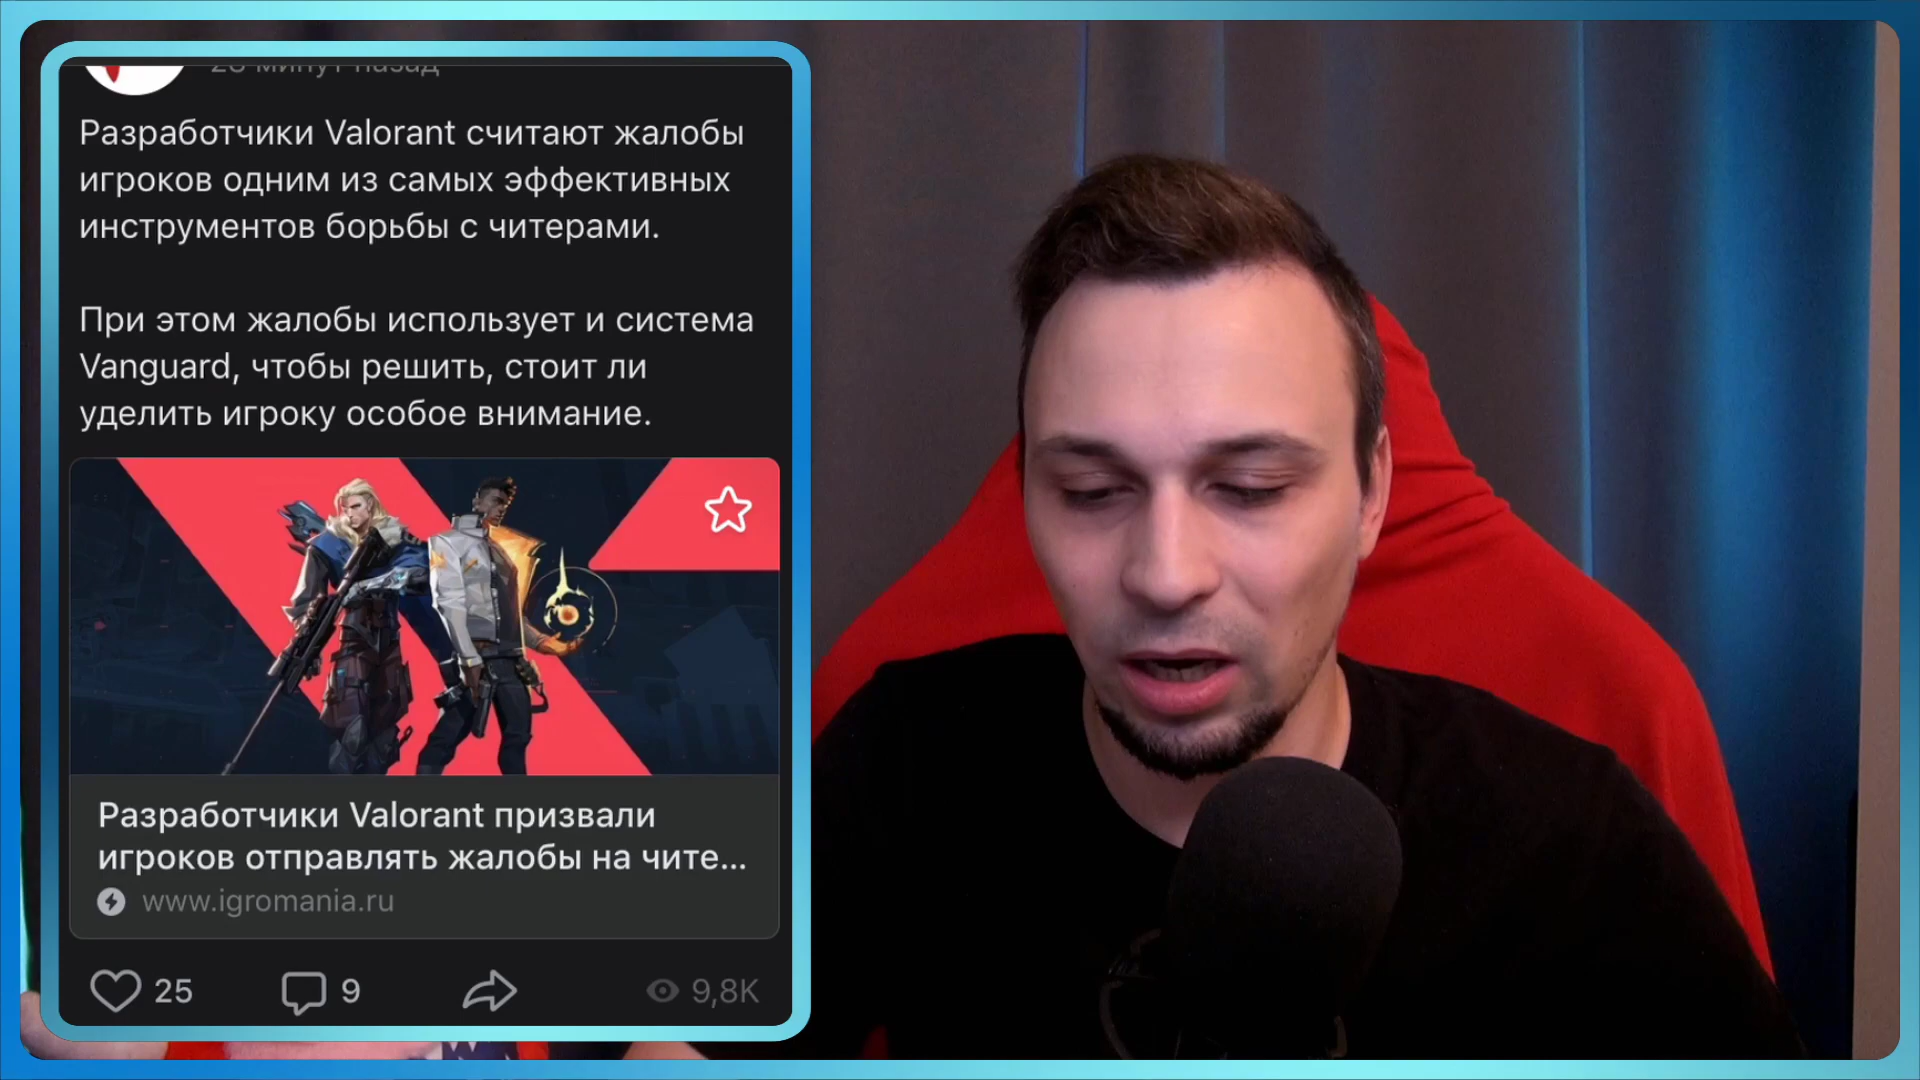 Разработчики Valorant считают жалобы
игроков одним из самых эффективных
инструментов борьбы с читерами.
При этом жалобы использует и система
Vanguard, чтобы решить, стоит ли
уделить игроку особое внимание.
Разработчики Valorant призвали
игроков отправлять жалобы на чите...
www.igromania.ru
25
9
9,8K